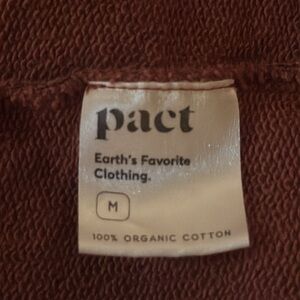 pact
Earth's Favorite
Clothing.
M
100% ORGANIC COTTON